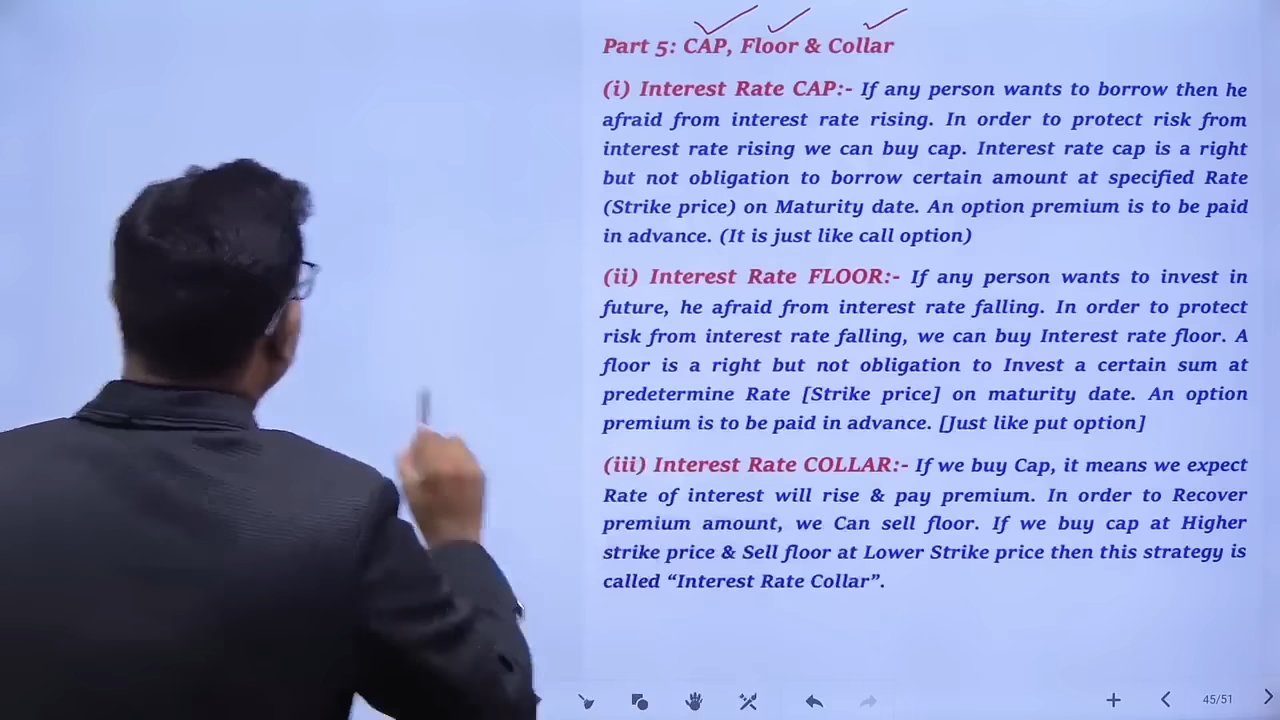 Part 5: CAP, Floor & Collar
(i) Interest Rate CAP:- If any person wants to borrow then he
afraid from interest rate rising. In order to protect risk from
interest rate rising we can buy cap. Interest rate cap is a right
but not obligation to borrow certain amount at specified Rate
(Strike price) on Maturity date. An option premium is to be paid
in advance. (It is just like call option)
(ii) Interest Rate FLOOR:- If any person wants to invest in
future, he afraid from interest rate falling. In order to protect
risk from interest rate falling, we can buy Interest rate floor. A
floor is a right but not obligation to Invest a certain sum at
predetermine Rate [Strike price] on maturity date. An option
premium is to be paid in advance. [Just like put option]
(iii) Interest Rate COLLAR:- If we buy Cap, it means we expect
Rate of interest will rise & pay premium. In order to Recover
premium amount, we Can sell floor. If we buy cap at Higher
strike price & Sell floor at Lower Strike price then this strategy is
called “Interest Rate Collar”.
45/51